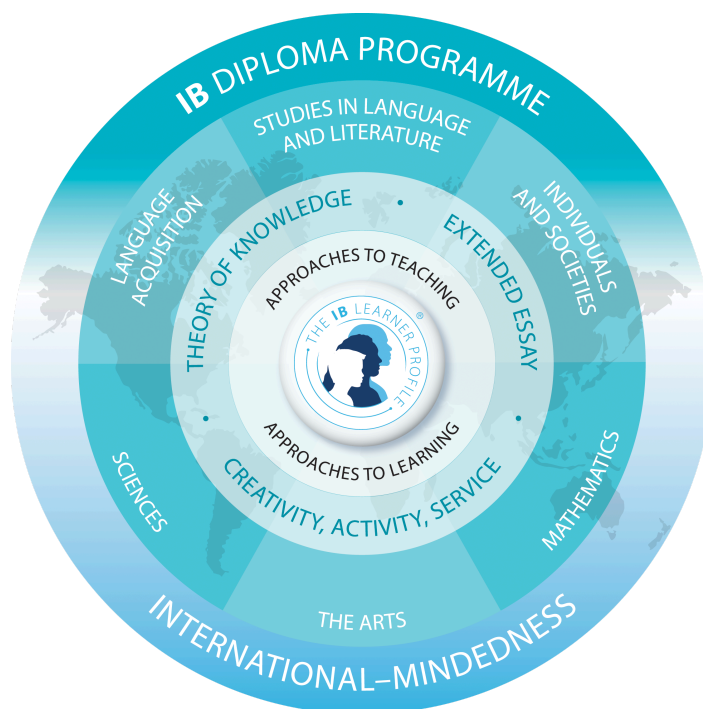 IB DIPLOMA PROGRAMME
STUDIES IN LANGUAGE
AND LITERATURE
LANGUAGE
ACQUISITION
INDIVIDUALS
AND SOCIETIES
THEORY OF KNOWLEDGE
•
EXTENDED ESSAY
APPROACHES TO TEACHING
• THE IB LEARNER PROFILE •
®
APPROACHES TO LEARNING
•
CREATIVITY, ACTIVITY, SERVICE
•
SCIENCES
MATHEMATICS
THE ARTS
INTERNATIONAL–MINDEDNESS